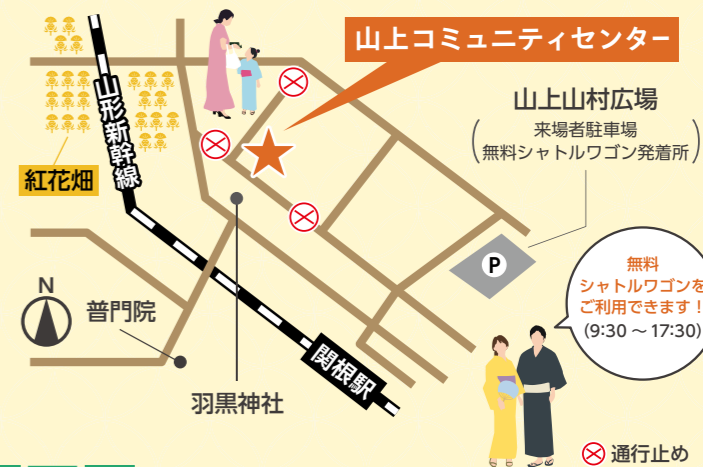 山上コミュニティセンター
山上山村広場
来場者駐車場
無料シャトルワゴン発着所
山形新幹線
紅花畑
P
無料
シャトルワゴンを
ご利用できます!
(9:30 ~ 17:30)
N
普門院
羽黒神社
関根駅
通行止め